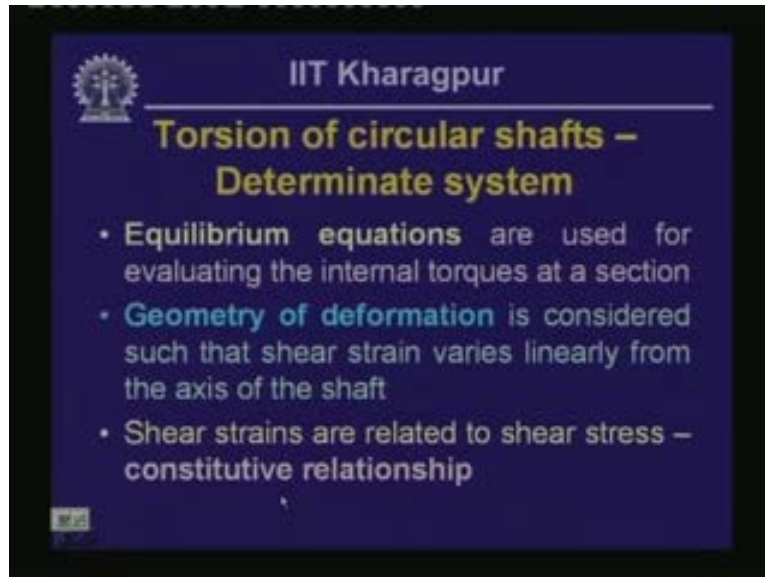 IIT Kharagpur
Torsion of circular shafts –
Determinate system
• Equilibrium equations are used for
evaluating the internal torques at a section
• Geometry of deformation is considered
such that shear strain varies linearly from
the axis of the shaft
• Shear strains are related to shear stress –
constitutive relationship